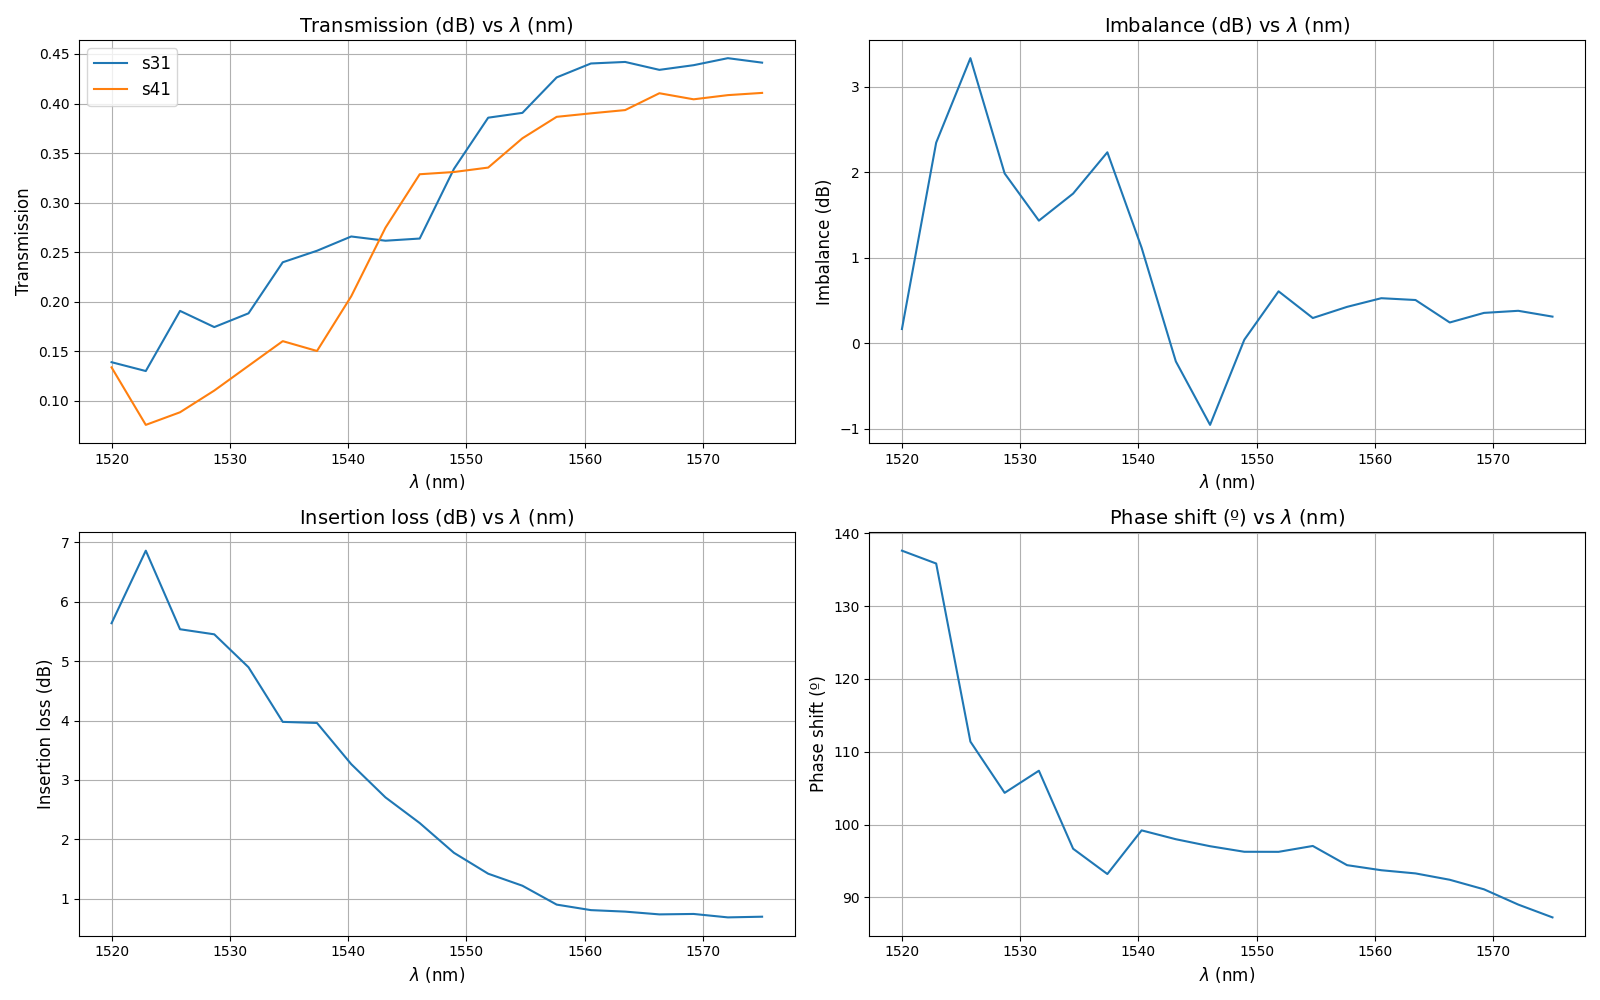 Transmission (dB) vs λ (nm)
s31
s41
Transmission
0.45
0.40
0.35
0.30
0.25
0.20
0.15
0.10
1520 1530 1540 1550 1560 1570
λ (nm)
Imbalance (dB) vs λ (nm)
Imbalance (dB)
3
2
1
0
−1
1520 1530 1540 1550 1560 1570
λ (nm)
Insertion loss (dB) vs λ (nm)
Insertion loss (dB)
7
6
5
4
3
2
1
1520 1530 1540 1550 1560 1570
λ (nm)
Phase shift (º) vs λ (nm)
Phase shift (º)
140
130
120
110
100
90
1520 1530 1540 1550 1560 1570
λ (nm)